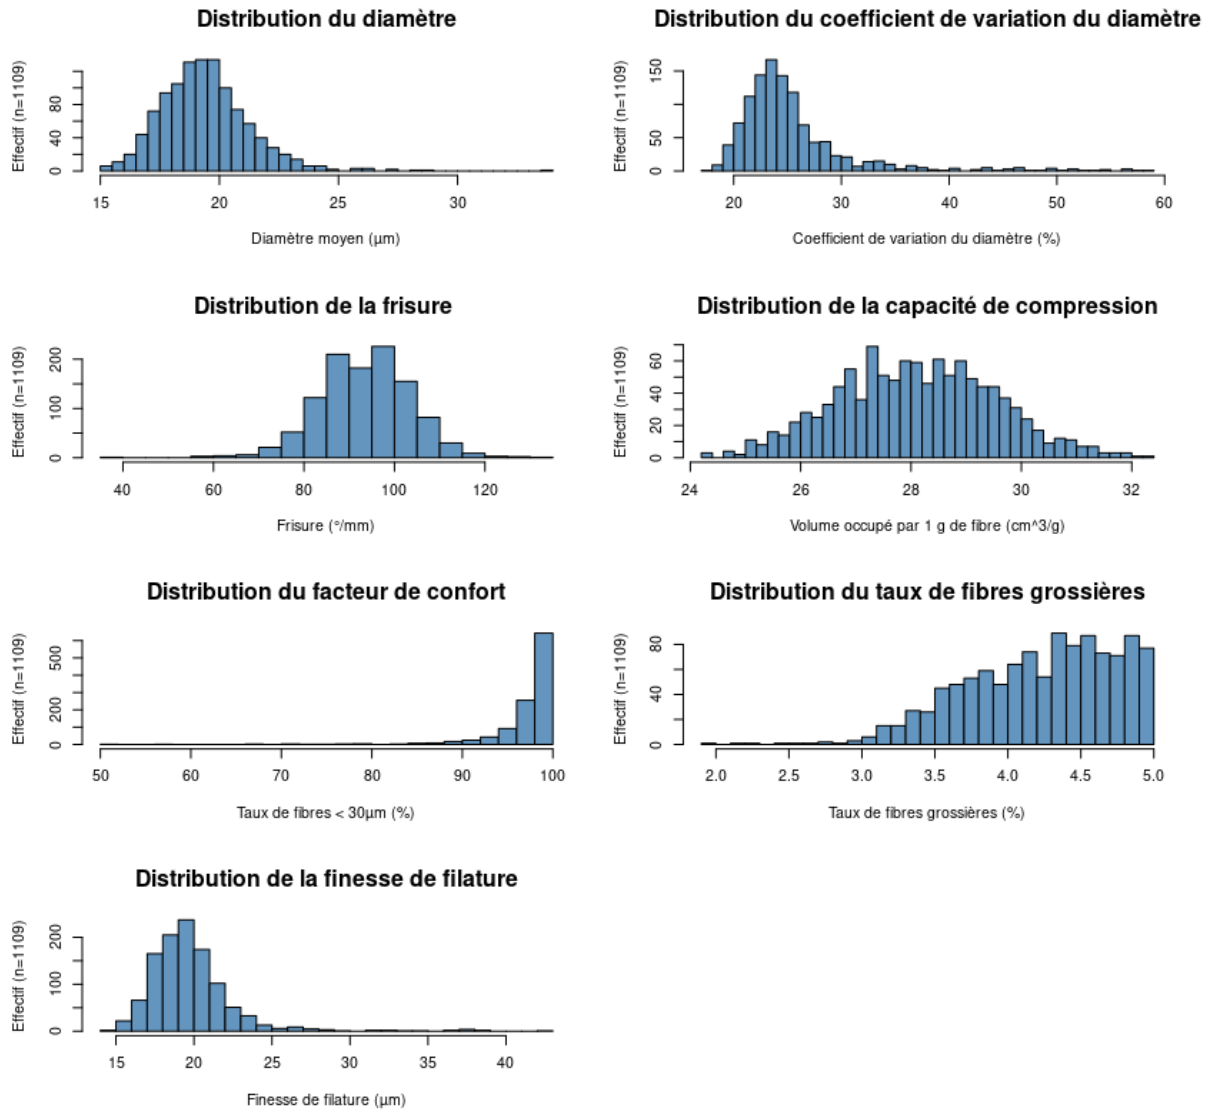 Distribution du diamètre
Effectif (n=1109)
0 40 80
15 20 25 30
Diamètre moyen (µm)
Distribution du coefficient de variation du diamètre
Effectif (n=1109)
0 50 150
20 30 40 50 60
Coefficient de variation du diamètre (%)
Distribution de la frisure
Effectif (n=1109)
0 100 200
40 60 80 100 120
Frisure (°/mm)
Distribution de la capacité de compression
Effectif (n=1109)
0 20 40 60
24 26 28 30 32
Volume occupé par 1 g de fibre (cm^3/g)
Distribution du facteur de confort
Effectif (n=1109)
0 200 500
50 60 70 80 90 100
Taux de fibres < 30µm (%)
Distribution du taux de fibres grossières
Effectif (n=1109)
0 40 80
2.0 2.5 3.0 3.5 4.0 4.5 5.0
Taux de fibres grossières (%)
Distribution de la finesse de filature
Effectif (n=1109)
0 100 200
15 20 25 30 35 40
Finesse de filature (µm)